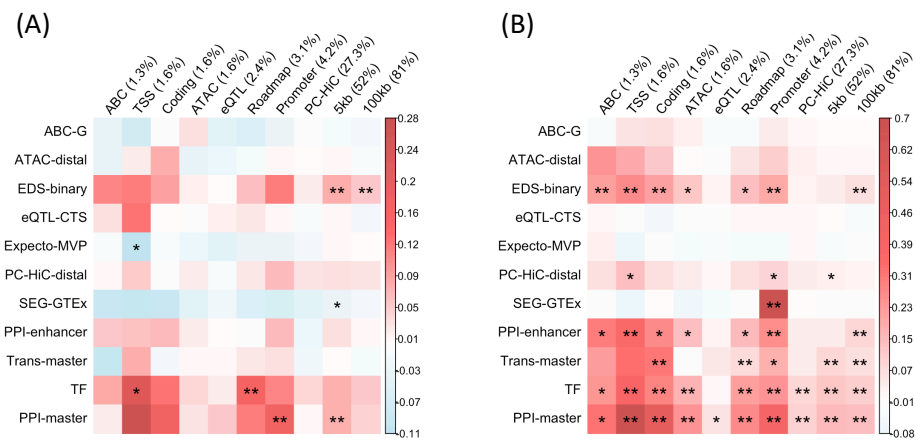 (A)
ABC (1.3%)
TSS (1.6%)
Coding (1.6%)
ATAC (1.6%)
eQTL (2.4%)
Roadmap (3.1%)
Promoter (4.2%)
PC-HiC (27.3%)
5kb (52%)
100kb (81%)
ABC-G
ATAC-distal
EDS-binary ** **
eQTL-CTS
Expecto-MVP *
PC-HiC-distal
SEG-GTEx *
PPI-enhancer
Trans-master
TF * **
PPI-master ** **
0.28
0.24
0.2
0.16
0.12
0.09
0.05
0.01
-0.03
-0.07
-0.11
(B)
ABC (1.3%)
TSS (1.6%)
Coding (1.6%)
ATAC (1.6%)
eQTL (2.4%)
Roadmap (3.1%)
Promoter (4.2%)
PC-HiC (27.3%)
5kb (52%)
100kb (81%)
ABC-G
ATAC-distal
EDS-binary ** ** ** * * ** **
eQTL-CTS
Expecto-MVP
PC-HiC-distal * * *
SEG-GTEx **
PPI-enhancer * ** * * * ** **
Trans-master ** ** * ** **
TF * ** ** ** ** ** ** ** **
PPI-master * ** ** ** * ** ** ** ** **
0.7
0.62
0.54
0.47
0.39
0.31
0.23
0.15
0.07
0
-0.08